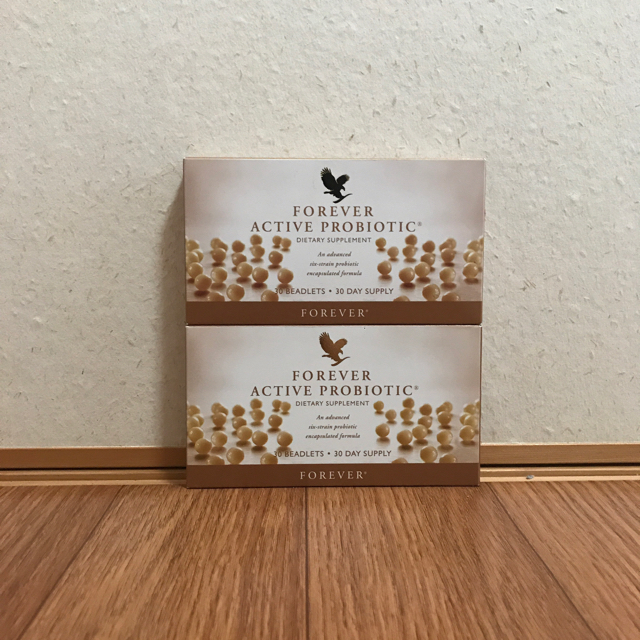 FOREVER
ACTIVE PROBIOTIC®
DIETARY SUPPLEMENT
An advanced
six-strain probiotic
encapsulated formula
30 BEADLETS • 30 DAY SUPPLY
FOREVER®
FOREVER
ACTIVE PROBIOTIC®
DIETARY SUPPLEMENT
An advanced
six-strain probiotic
encapsulated formula
30 BEADLETS • 30 DAY SUPPLY
FOREVER®